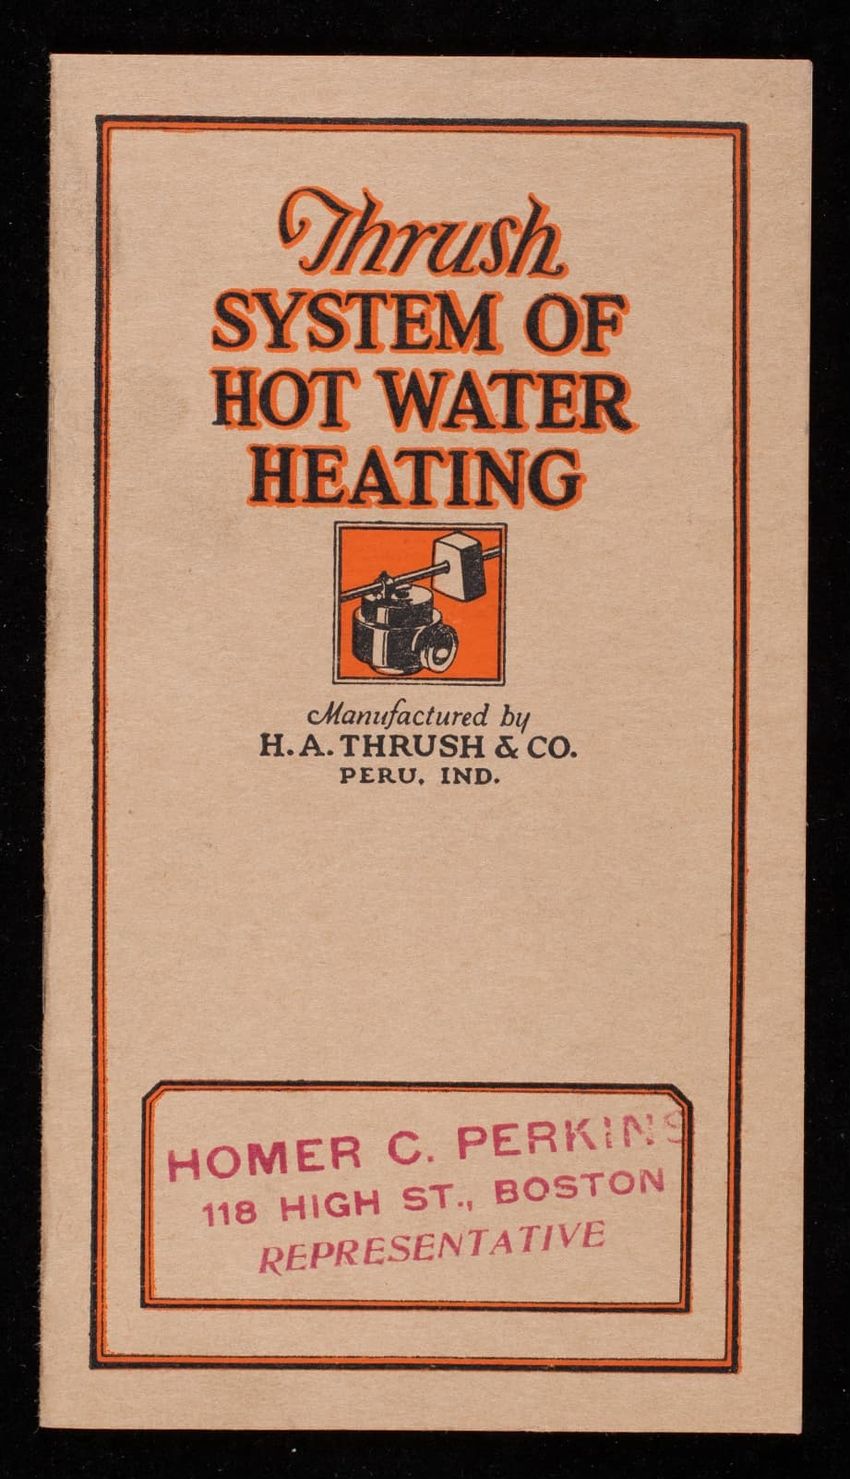 Thrush
SYSTEM OF
HOT WATER
HEATING
Manufactured by
H. A. THRUSH & CO.
PERU, IND.
HOMER C. PERKINS
118 HIGH ST., BOSTON
REPRESENTATIVE